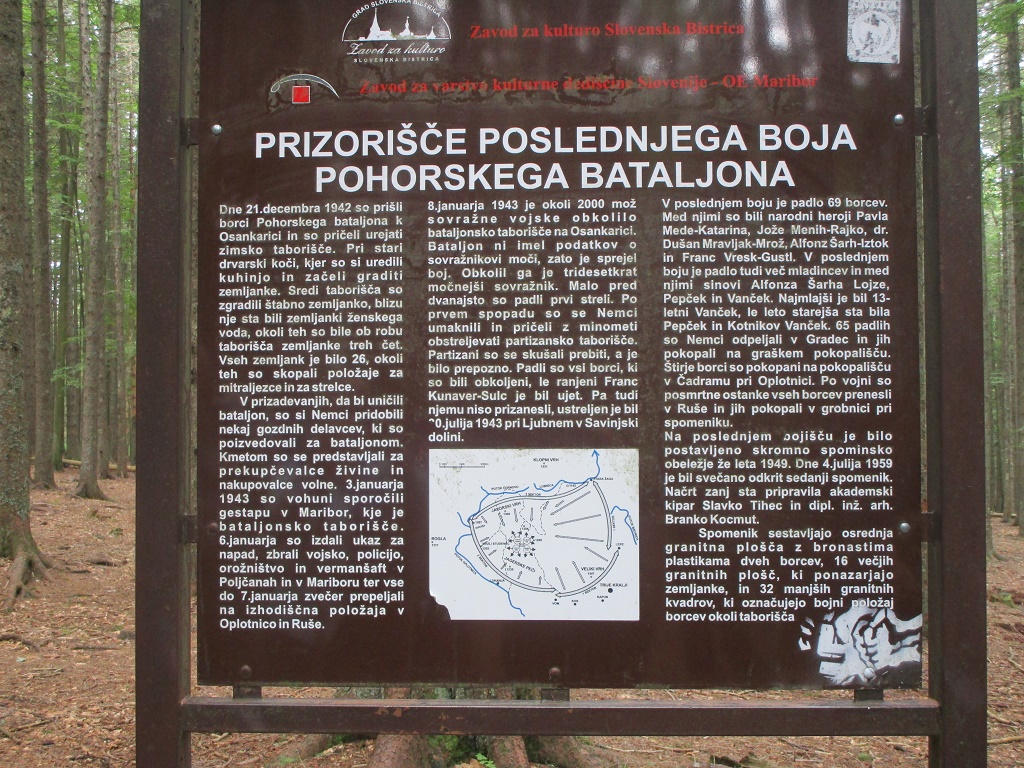 GRAD SLOVENSKA BISTRICA
Zavod za kulturo
SLOVENSKA BISTRICA
Zavod za kulturo Slovenska Bistrica
Zavod za varstvo kulturne dediščine Slovenije - OE Maribor
PRIZORIŠČE POSLEDNJEGA BOJA
POHORSKEGA BATALJONA
Dne 21.decembra 1942 so prišli
borci Pohorskega bataljona k
Osankarici in so pričeli urejati
zimsko taborišče. Pri stari
drvarski koči, kjer so si uredili
kuhinjo in začeli graditi
zemljanke. Sredi taborišča so
zgradili štabno zemljanko, blizu
nje sta bili zemljanki ženskega
voda, okoli teh so bile ob robu
taborišča zemljanke treh čet.
Vseh zemljank je bilo 26, okoli
teh so skopali položaje za
mitraljezce in za strelce.
V prizadevanjih, da bi uničili
bataljon, so si Nemci pridobili
nekaj gozdnih delavcev, ki so
poizvedovali za bataljonom.
Kmetom so se predstavljali za
prekupčevalce živine in
nakupovalce volne. 3.januarja
1943 so vohuni sporočili
gestapu v Maribor, kje je
bataljonsko taborišče.
6.januarja so izdali ukaz za
napad, zbrali vojsko, policijo,
orožništvo in vermanšaft v
Poljčanah in v Mariboru ter vse
do 7.januarja zvečer prepeljali
na izhodiščna položaja v
Oplotnico in Ruše.
8.januarja 1943 je okoli 2000 mož
sovražne vojske obkolilo
bataljonsko taborišče na Osankarici.
Bataljon ni imel podatkov o
sovražnikovi moči, zato je sprejel
boj. Obkolil ga je tridesetkrat
močnejši sovražnik. Malo pred
dvanajsto so padli prvi streli. Po
prvem spopadu so se Nemci
umaknili in pričeli z minometi
obstreljevati partizansko taborišče.
Partizani so se skušali prebiti, a je
bilo prepozno. Padli so vsi borci, ki
so bili obkoljeni, le ranjeni Franc
Kunaver-Sulc je bil ujet. Pa tudi
njemu niso prizanesli, ustreljen je bil
0.julija 1943 pri Ljubnem v Savinjski
dolini.
KLOPNI VRH
ROGLA
VELIKI VRH
TRIJE KRALJI
V poslednjem boju je padlo 69 borcev.
Med njimi so bili narodni heroji Pavla
Mede-Katarina, Jože Menih-Rajko, dr.
Dušan Mravljak-Mrož, Alfonz Šarh-Iztok
in Franc Vresk-Gustl. V poslednjem
boju je padlo tudi več mladincev in med
njimi sinovi Alfonza Šarha Lojze,
Pepček in Vanček. Najmlajši je bil 13-
letni Vanček, le leto starejša sta bila
Pepček in Kotnikov Vanček. 65 padlih
so Nemci odpeljali v Gradec in jih
pokopali na graškem pokopališču.
Štirje borci so pokopani na pokopališču
v Čadramu pri Oplotnici. Po vojni so
posmrtne ostanke vseh borcev prenesli
v Ruše in jih pokopali v grobnici pri
spomeniku.
Na poslednjem bojišču je bilo
postavljeno skromno spominsko
obeležje že leta 1949. Dne 4.julija 1959
je bil svečano odkrit sedanji spomenik.
Načrt zanj sta pripravila akademski
kipar Slavko Tihec in dipl. inž. arh.
Branko Kocmut.
Spomenik sestavljajo osrednja
granitna plošča z bronastima
plastikama dveh borcev, 16 večjih
granitnih plošč, ki ponazarjajo
zemljanke, in 32 manjših granitnih
kvadrov, ki označujejo bojni položaj
borcev okoli taborišča